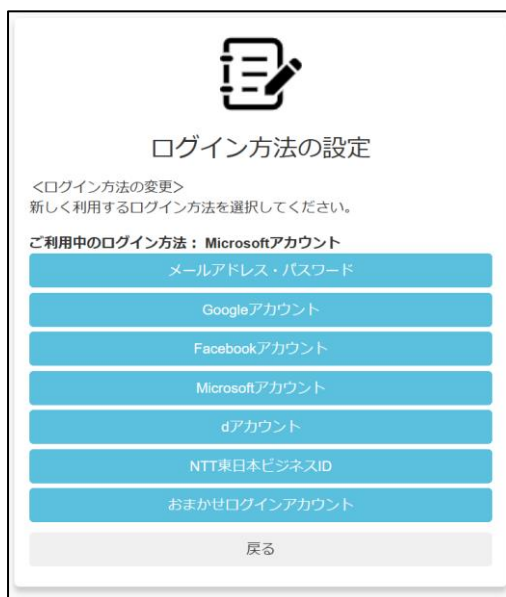 ログイン方法の設定
＜ログイン方法の変更＞
新しく利用するログイン方法を選択してください。
ご利用中のログイン方法： Microsoftアカウント
メールアドレス・パスワード
Googleアカウント
Facebookアカウント
Microsoftアカウント
dアカウント
NTT東日本ビジネスID
おまかせログインアカウント
戻る